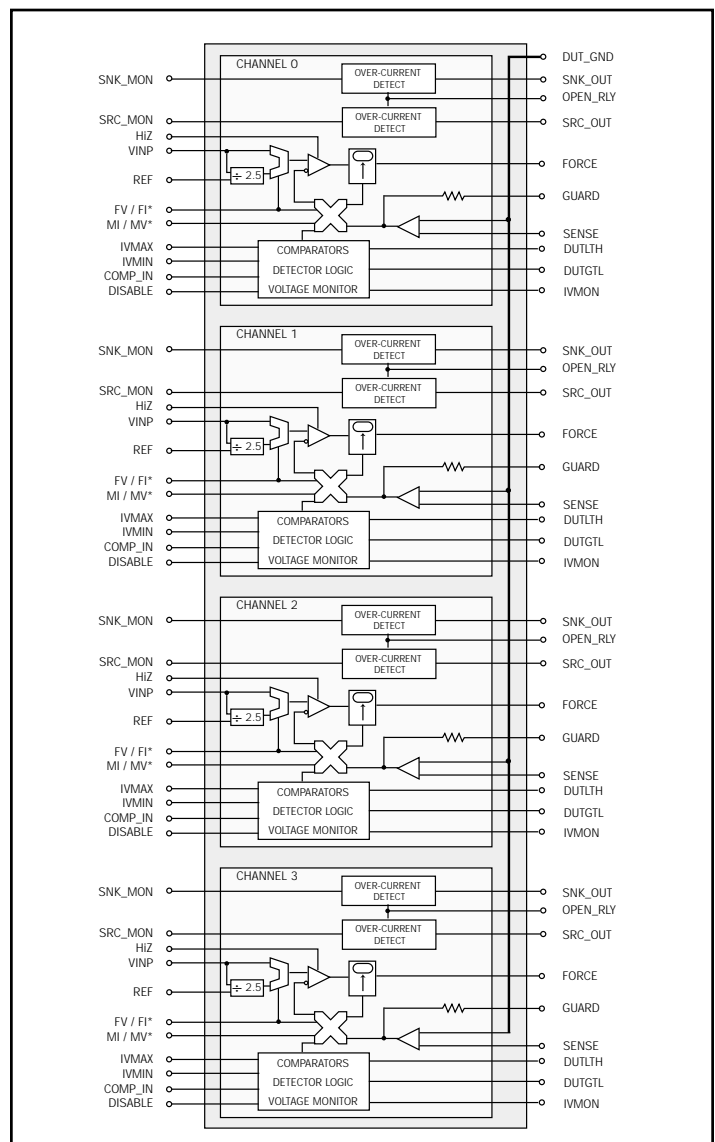 DUT_GND
CHANNEL 0
SNK_MON
OVER-CURRENT
DETECT
SNK_OUT
OPEN_RLY
SRC_MON
OVER-CURRENT
DETECT
SRC_OUT
HiZ
VINP
FORCE
REF
÷ 2.5
GUARD
FV / FI*
MI / MV*
SENSE
IVMAX
COMPARATORS
DUTLTH
IVMIN
COMP_IN
DETECTOR LOGIC
DUTGTL
DISABLE
VOLTAGE MONITOR
IVMON
CHANNEL 1
SNK_MON
OVER-CURRENT
DETECT
SNK_OUT
OPEN_RLY
SRC_MON
OVER-CURRENT
DETECT
SRC_OUT
HiZ
VINP
FORCE
REF
÷ 2.5
GUARD
FV / FI*
MI / MV*
SENSE
IVMAX
COMPARATORS
DUTLTH
IVMIN
COMP_IN
DETECTOR LOGIC
DUTGTL
DISABLE
VOLTAGE MONITOR
IVMON
CHANNEL 2
SNK_MON
OVER-CURRENT
DETECT
SNK_OUT
OPEN_RLY
SRC_MON
OVER-CURRENT
DETECT
SRC_OUT
HiZ
VINP
FORCE
REF
÷ 2.5
GUARD
FV / FI*
MI / MV*
SENSE
IVMAX
COMPARATORS
DUTLTH
IVMIN
COMP_IN
DETECTOR LOGIC
DUTGTL
DISABLE
VOLTAGE MONITOR
IVMON
CHANNEL 3
SNK_MON
OVER-CURRENT
DETECT
SNK_OUT
OPEN_RLY
SRC_MON
OVER-CURRENT
DETECT
SRC_OUT
HiZ
VINP
FORCE
REF
÷ 2.5
GUARD
FV / FI*
MI / MV*
SENSE
IVMAX
COMPARATORS
DUTLTH
IVMIN
COMP_IN
DETECTOR LOGIC
DUTGTL
DISABLE
VOLTAGE MONITOR
IVMON